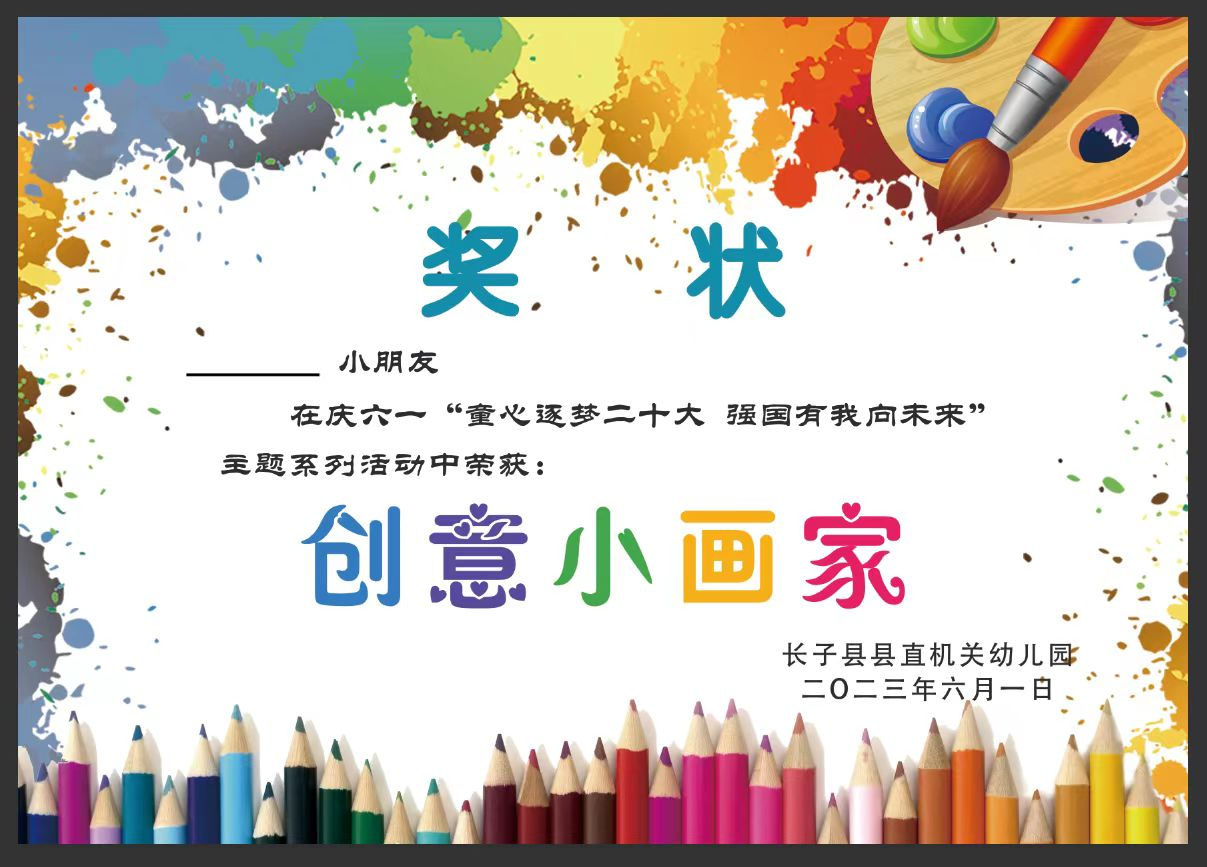 奖 状
小朋友
在庆六一“童心逐梦二十大 强国有我向未来”
主题系列活动中荣获：
创意小画家
长子县县直机关幼儿园
二〇二三年六月一日